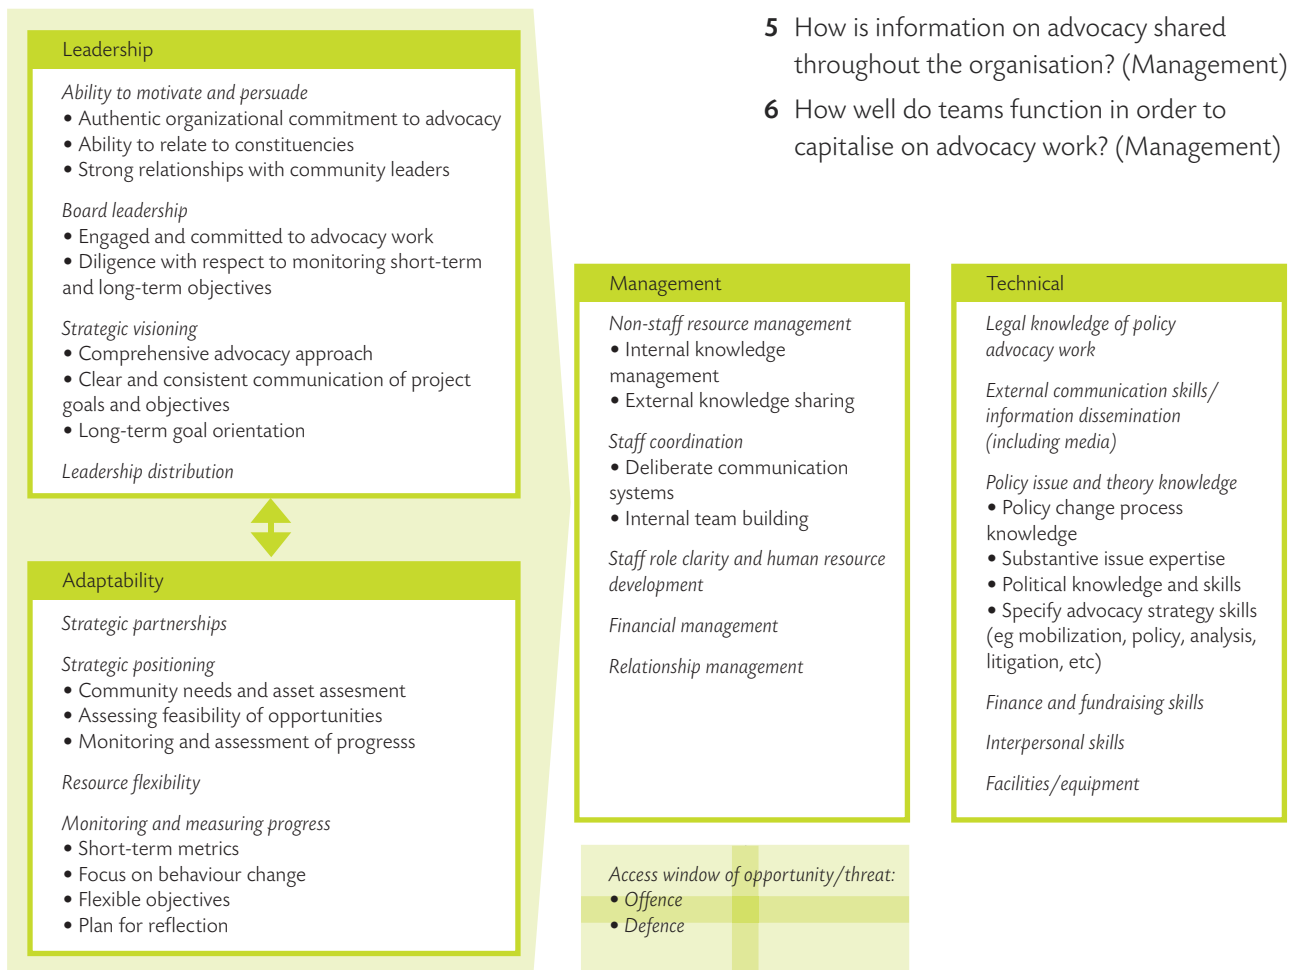 5 How is information on advocacy shared
throughout the organisation? (Management)
6 How well do teams function in order to
capitalise on advocacy work? (Management)
Leadership
Ability to motivate and persuade
• Authentic organizational commitment to advocacy
• Ability to relate to constituencies
• Strong relationships with community leaders
Board leadership
• Engaged and committed to advocacy work
• Diligence with respect to monitoring short-term
and long-term objectives
Strategic visioning
• Comprehensive advocacy approach
• Clear and consistent communication of project
goals and objectives
• Long-term goal orientation
Leadership distribution
Adaptability
Strategic partnerships
Strategic positioning
• Community needs and asset assesment
• Assessing feasibility of opportunities
• Monitoring and assessment of progresss
Resource flexibility
Monitoring and measuring progress
• Short-term metrics
• Focus on behaviour change
• Flexible objectives
• Plan for reflection
Management
Non-staff resource management
• Internal knowledge
management
• External knowledge sharing
Staff coordination
• Deliberate communication
systems
• Internal team building
Staff role clarity and human resource
development
Financial management
Relationship management
Access window of opportunity/threat:
• Offence
• Defence
Technical
Legal knowledge of policy
advocacy work
External communication skills/
information dissemination
(including media)
Policy issue and theory knowledge
• Policy change process
knowledge
• Substantive issue expertise
• Political knowledge and skills
• Specify advocacy strategy skills
(eg mobilization, policy, analysis,
litigation, etc)
Finance and fundraising skills
Interpersonal skills
Facilities/equipment